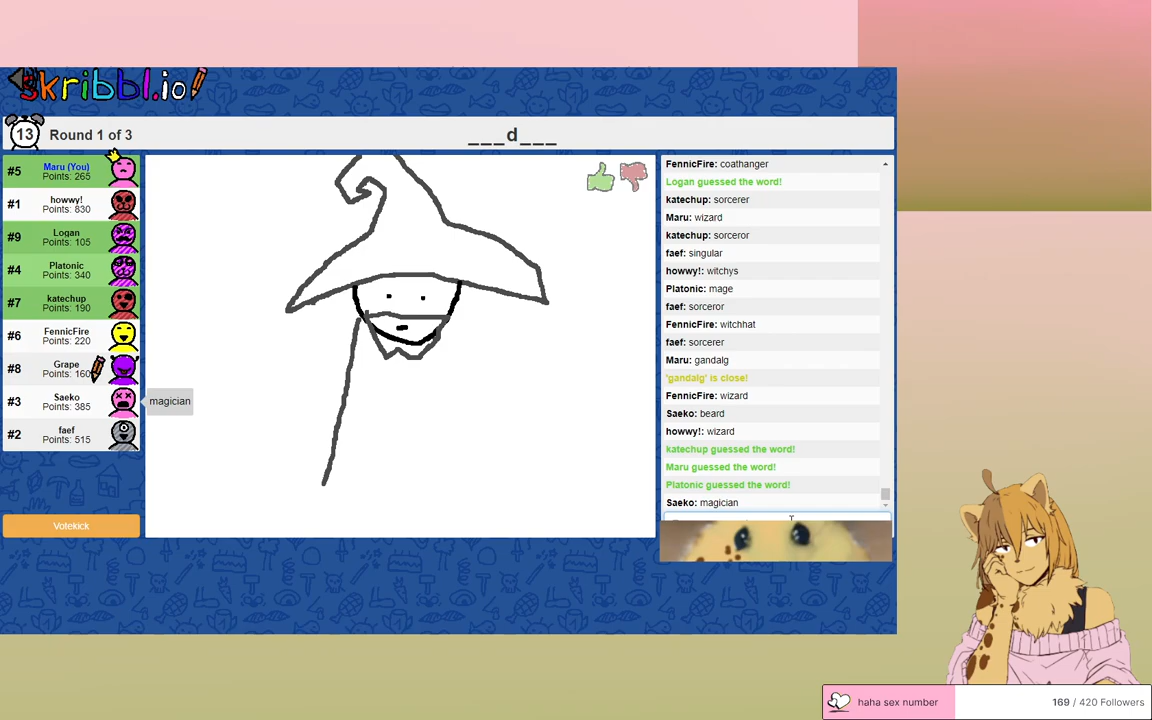 skribbl.io
13
Round 1 of 3
___d___
#5 Maru (You)
Points: 265
#1 howwy!
Points: 830
#9 Logan
Points: 105
#4 Platonic
Points: 340
#7 katechup
Points: 190
#6 FennicFire
Points: 220
#8 Grape
Points: 160
#3 Saeko
Points: 385
magician
#2 faef
Points: 515
Votekick
FennicFire: coathanger
Logan guessed the word!
katechup: sorcerer
Maru: wizard
katechup: sorceror
faef: singular
howwy!: witchys
Platonic: mage
faef: sorceror
FennicFire: witchhat
faef: sorcerer
Maru: gandalg
'gandalg' is close!
FennicFire: wizard
Saeko: beard
howwy!: wizard
katechup guessed the word!
Maru guessed the word!
Platonic guessed the word!
Saeko: magician
haha sex number 169 / 420 Followers